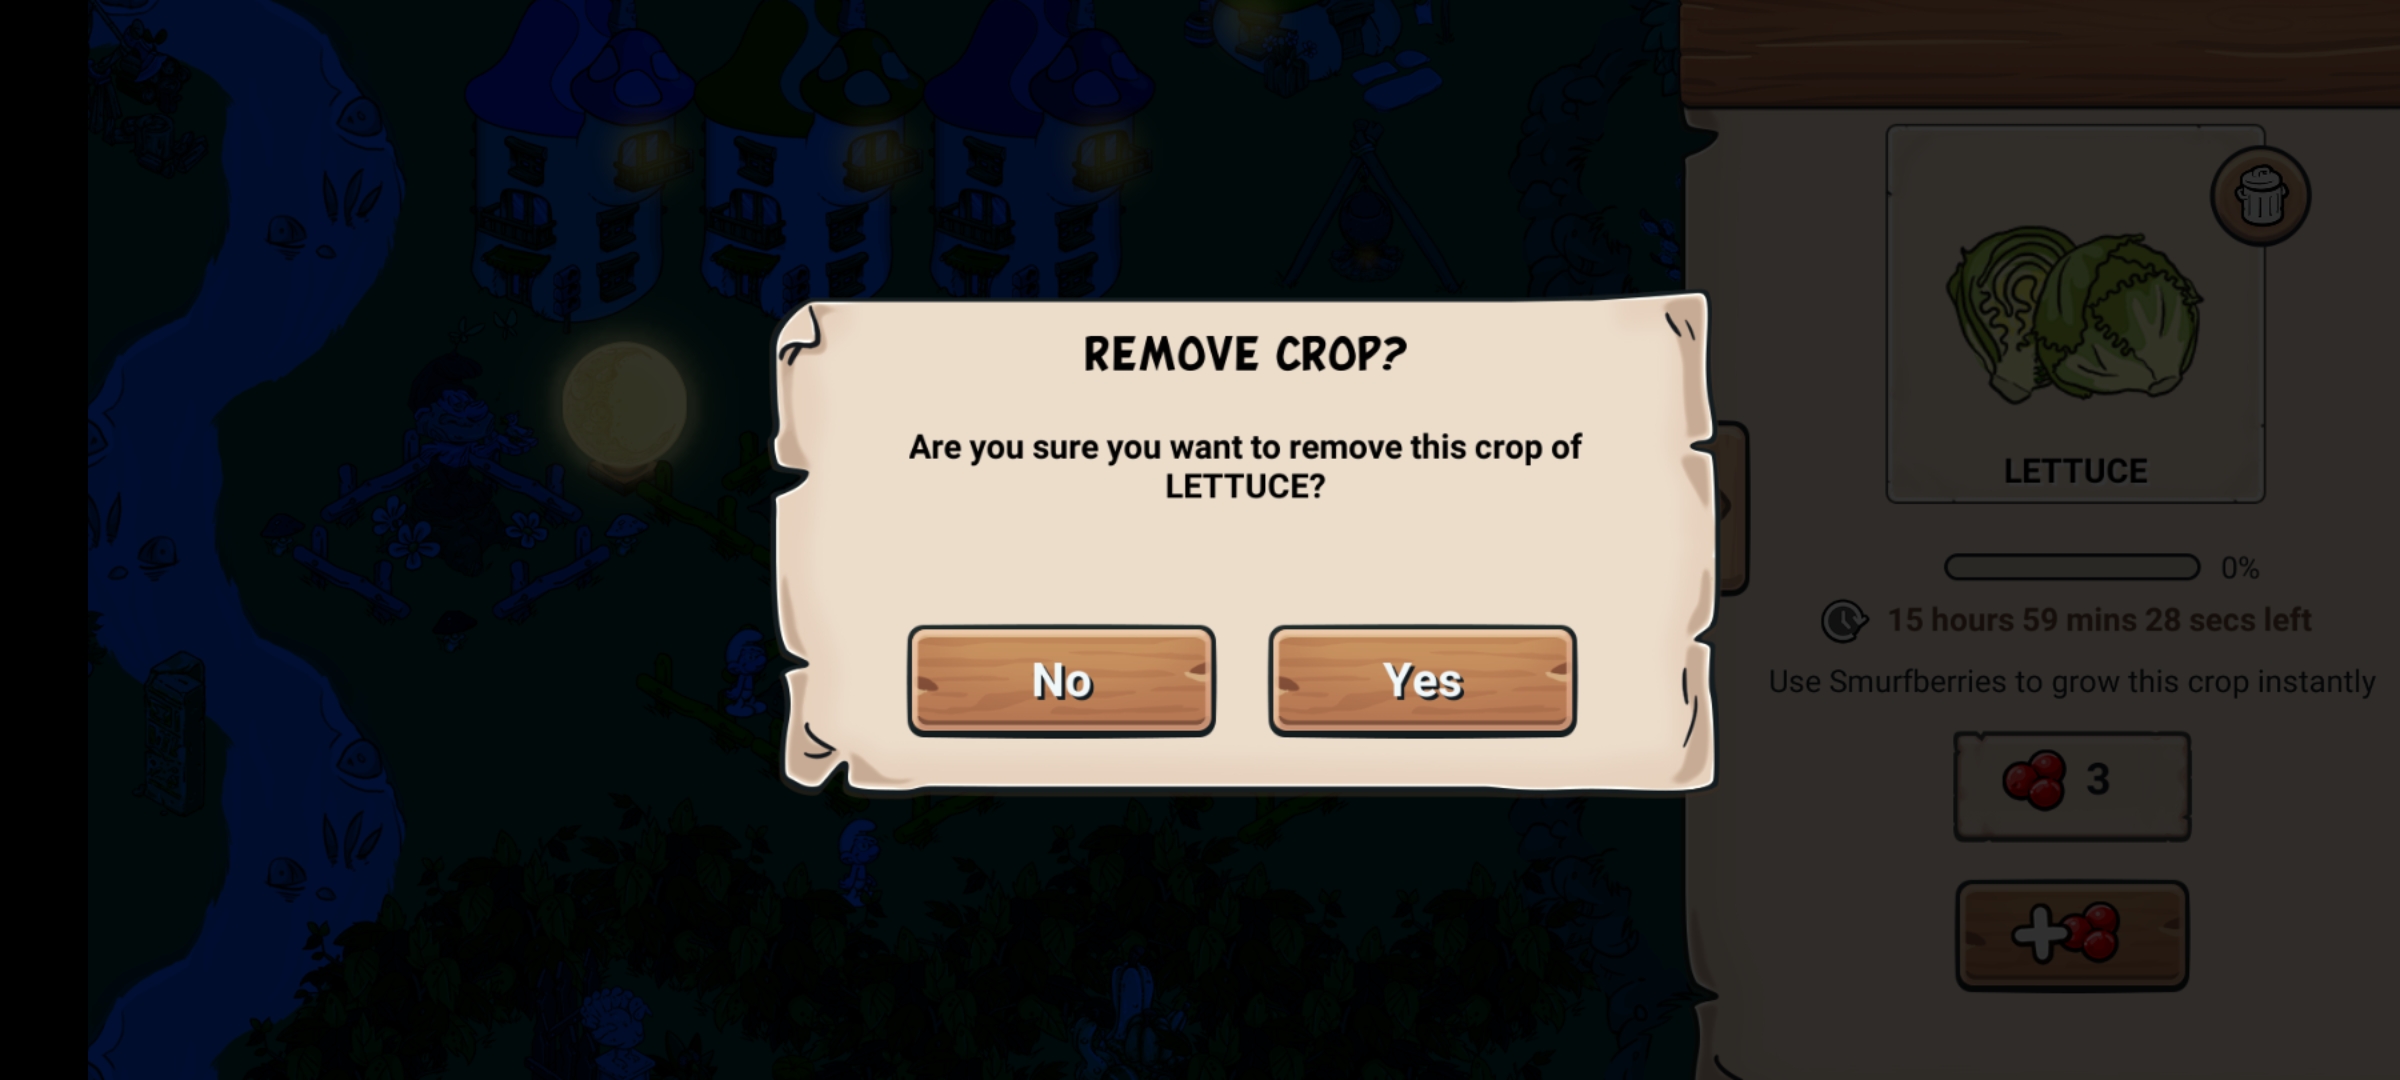 REMOVE CROP?
Are you sure you want to remove this crop of
LETTUCE?
No
Yes
LETTUCE
0%
15 hours 59 mins 28 secs left
Use Smurfberries to grow this crop instantly
3